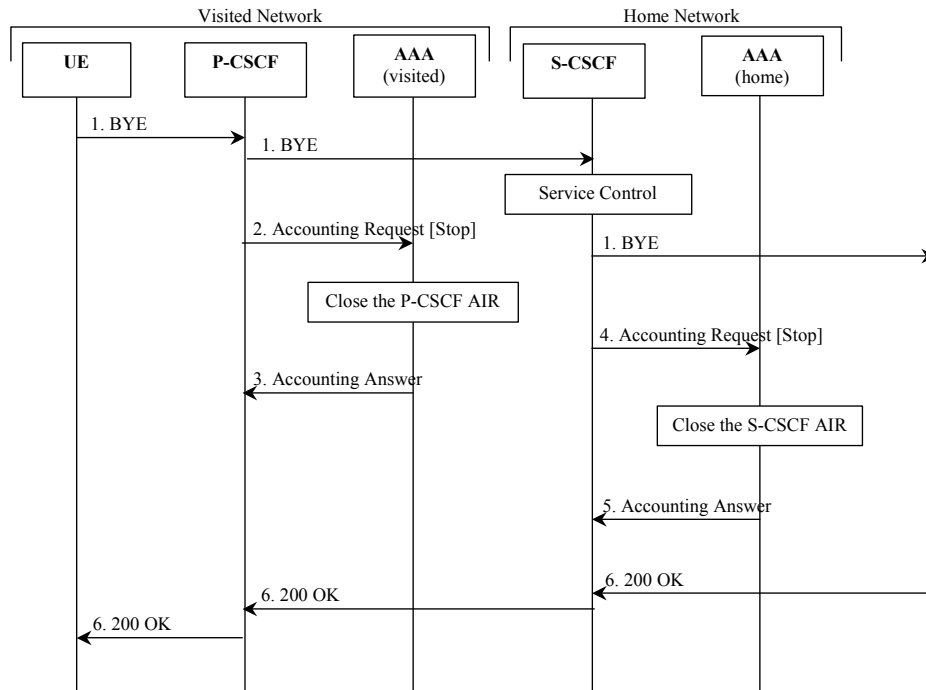 Visited Network
Home Network
UE
P-CSCF
AAA
(visited)
S-CSCF
AAA
(home)
1. BYE
1. BYE
Service Control
2. Accounting Request [Stop]
1. BYE
Close the P-CSCF AIR
4. Accounting Request [Stop]
3. Accounting Answer
Close the S-CSCF AIR
5. Accounting Answer
6. 200 OK
6. 200 OK
6. 200 OK